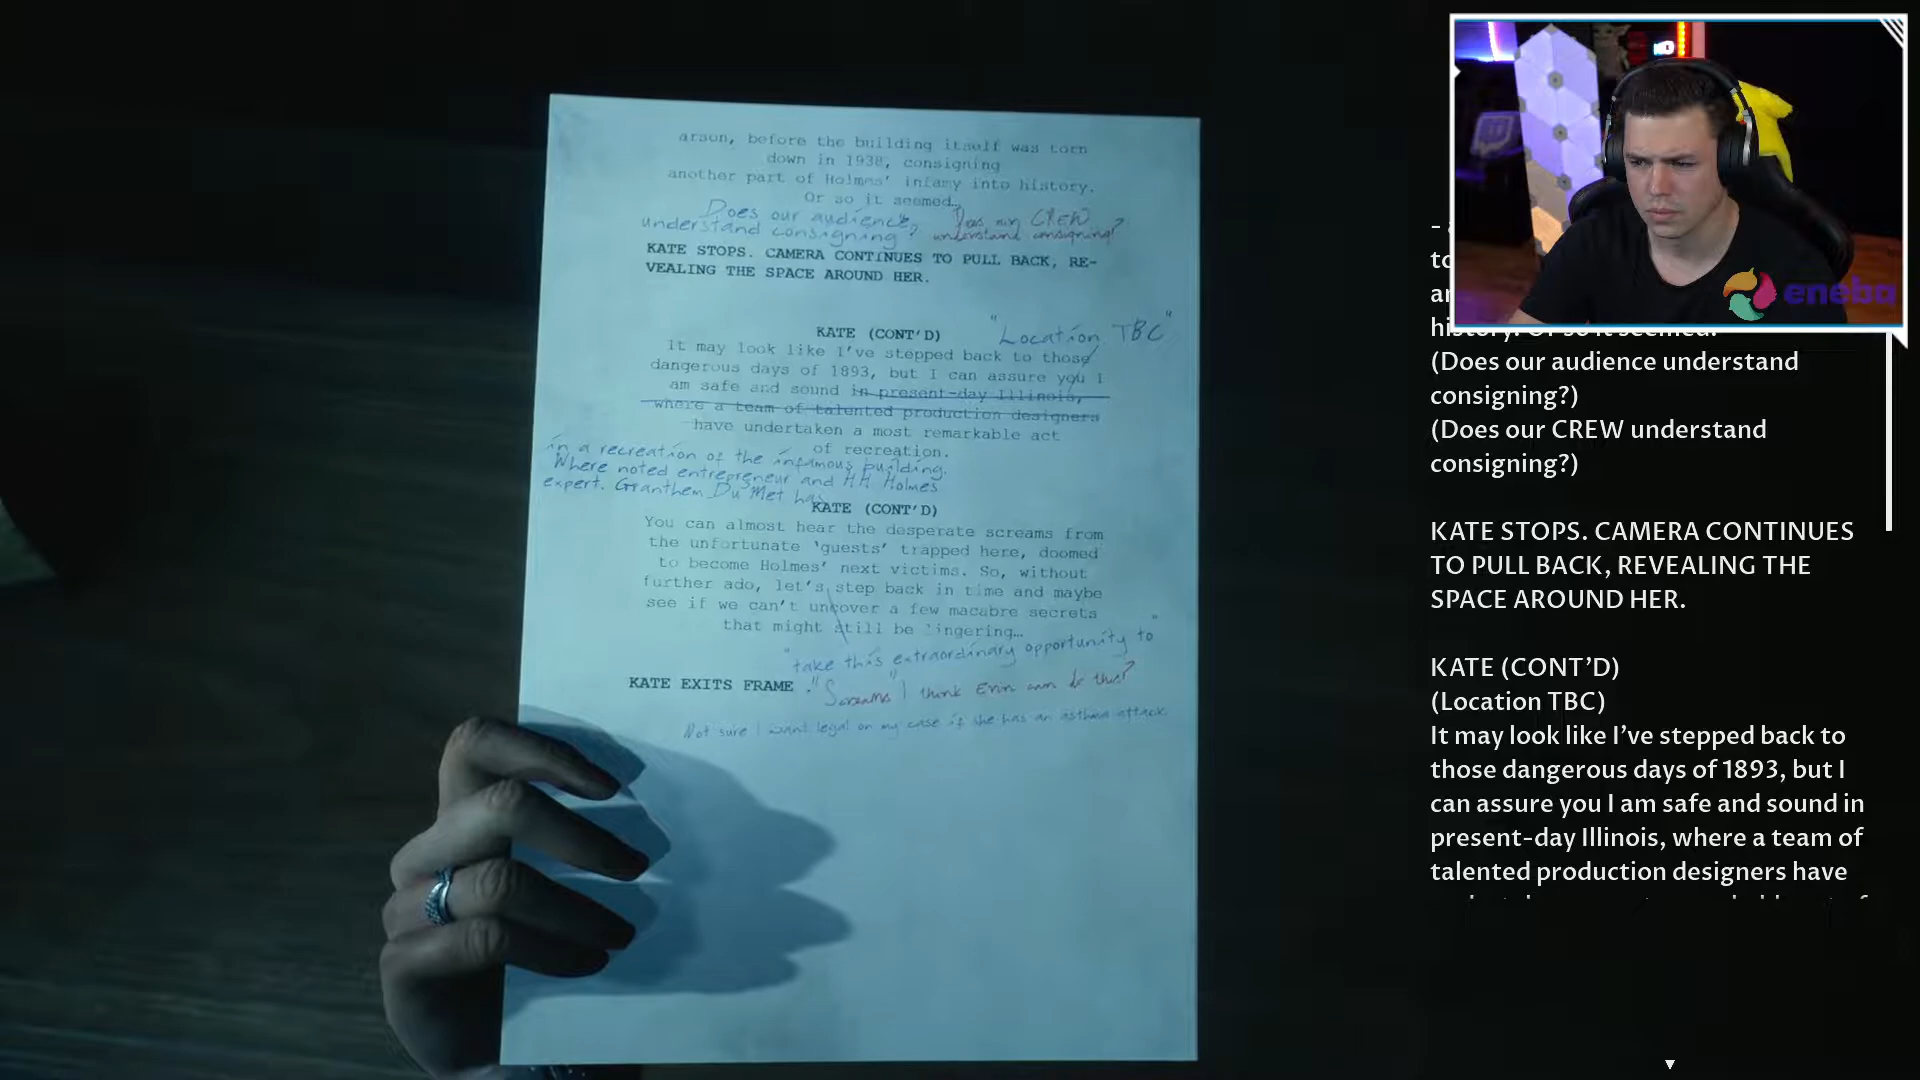 arson, before the building itself was torn
down in 1938, consigning
another part of Holmes' infamy into history.
Or so it seemed…
Does our audience
understand consigning?
Does our CREW
understand consigning?
KATE STOPS. CAMERA CONTINUES TO PULL BACK, RE-
VEALING THE SPACE AROUND HER.
KATE (CONT'D)
"Location TBC"
It may look like I've stepped back to those
dangerous days of 1893, but I can assure you I
am safe and sound in present-day Illinois,
where a team of talented production designers
have undertaken a most remarkable act
of recreation.
in a recreation of the infamous building.
Where noted entrepreneur and HH Holmes
expert. Granthem Du'Met has
KATE (CONT'D)
You can almost hear the desperate screams from
the unfortunate 'guests' trapped here, doomed
to become Holmes' next victims. So, without
further ado, let's step back in time and maybe
see if we can't uncover a few macabre secrets
that might still be lingering…
"take this extraordinary opportunity to"
KATE EXITS FRAME.
"Screams" I think Erin can do this?
Not sure I want legal on my case if she has an asthma attack.
eneba
history. Or so it seemed.
(Does our audience understand
consigning?)
(Does our CREW understand
consigning?)
KATE STOPS. CAMERA CONTINUES
TO PULL BACK, REVEALING THE
SPACE AROUND HER.
KATE (CONT'D)
(Location TBC)
It may look like I've stepped back to
those dangerous days of 1893, but I
can assure you I am safe and sound in
present-day Illinois, where a team of
talented production designers have